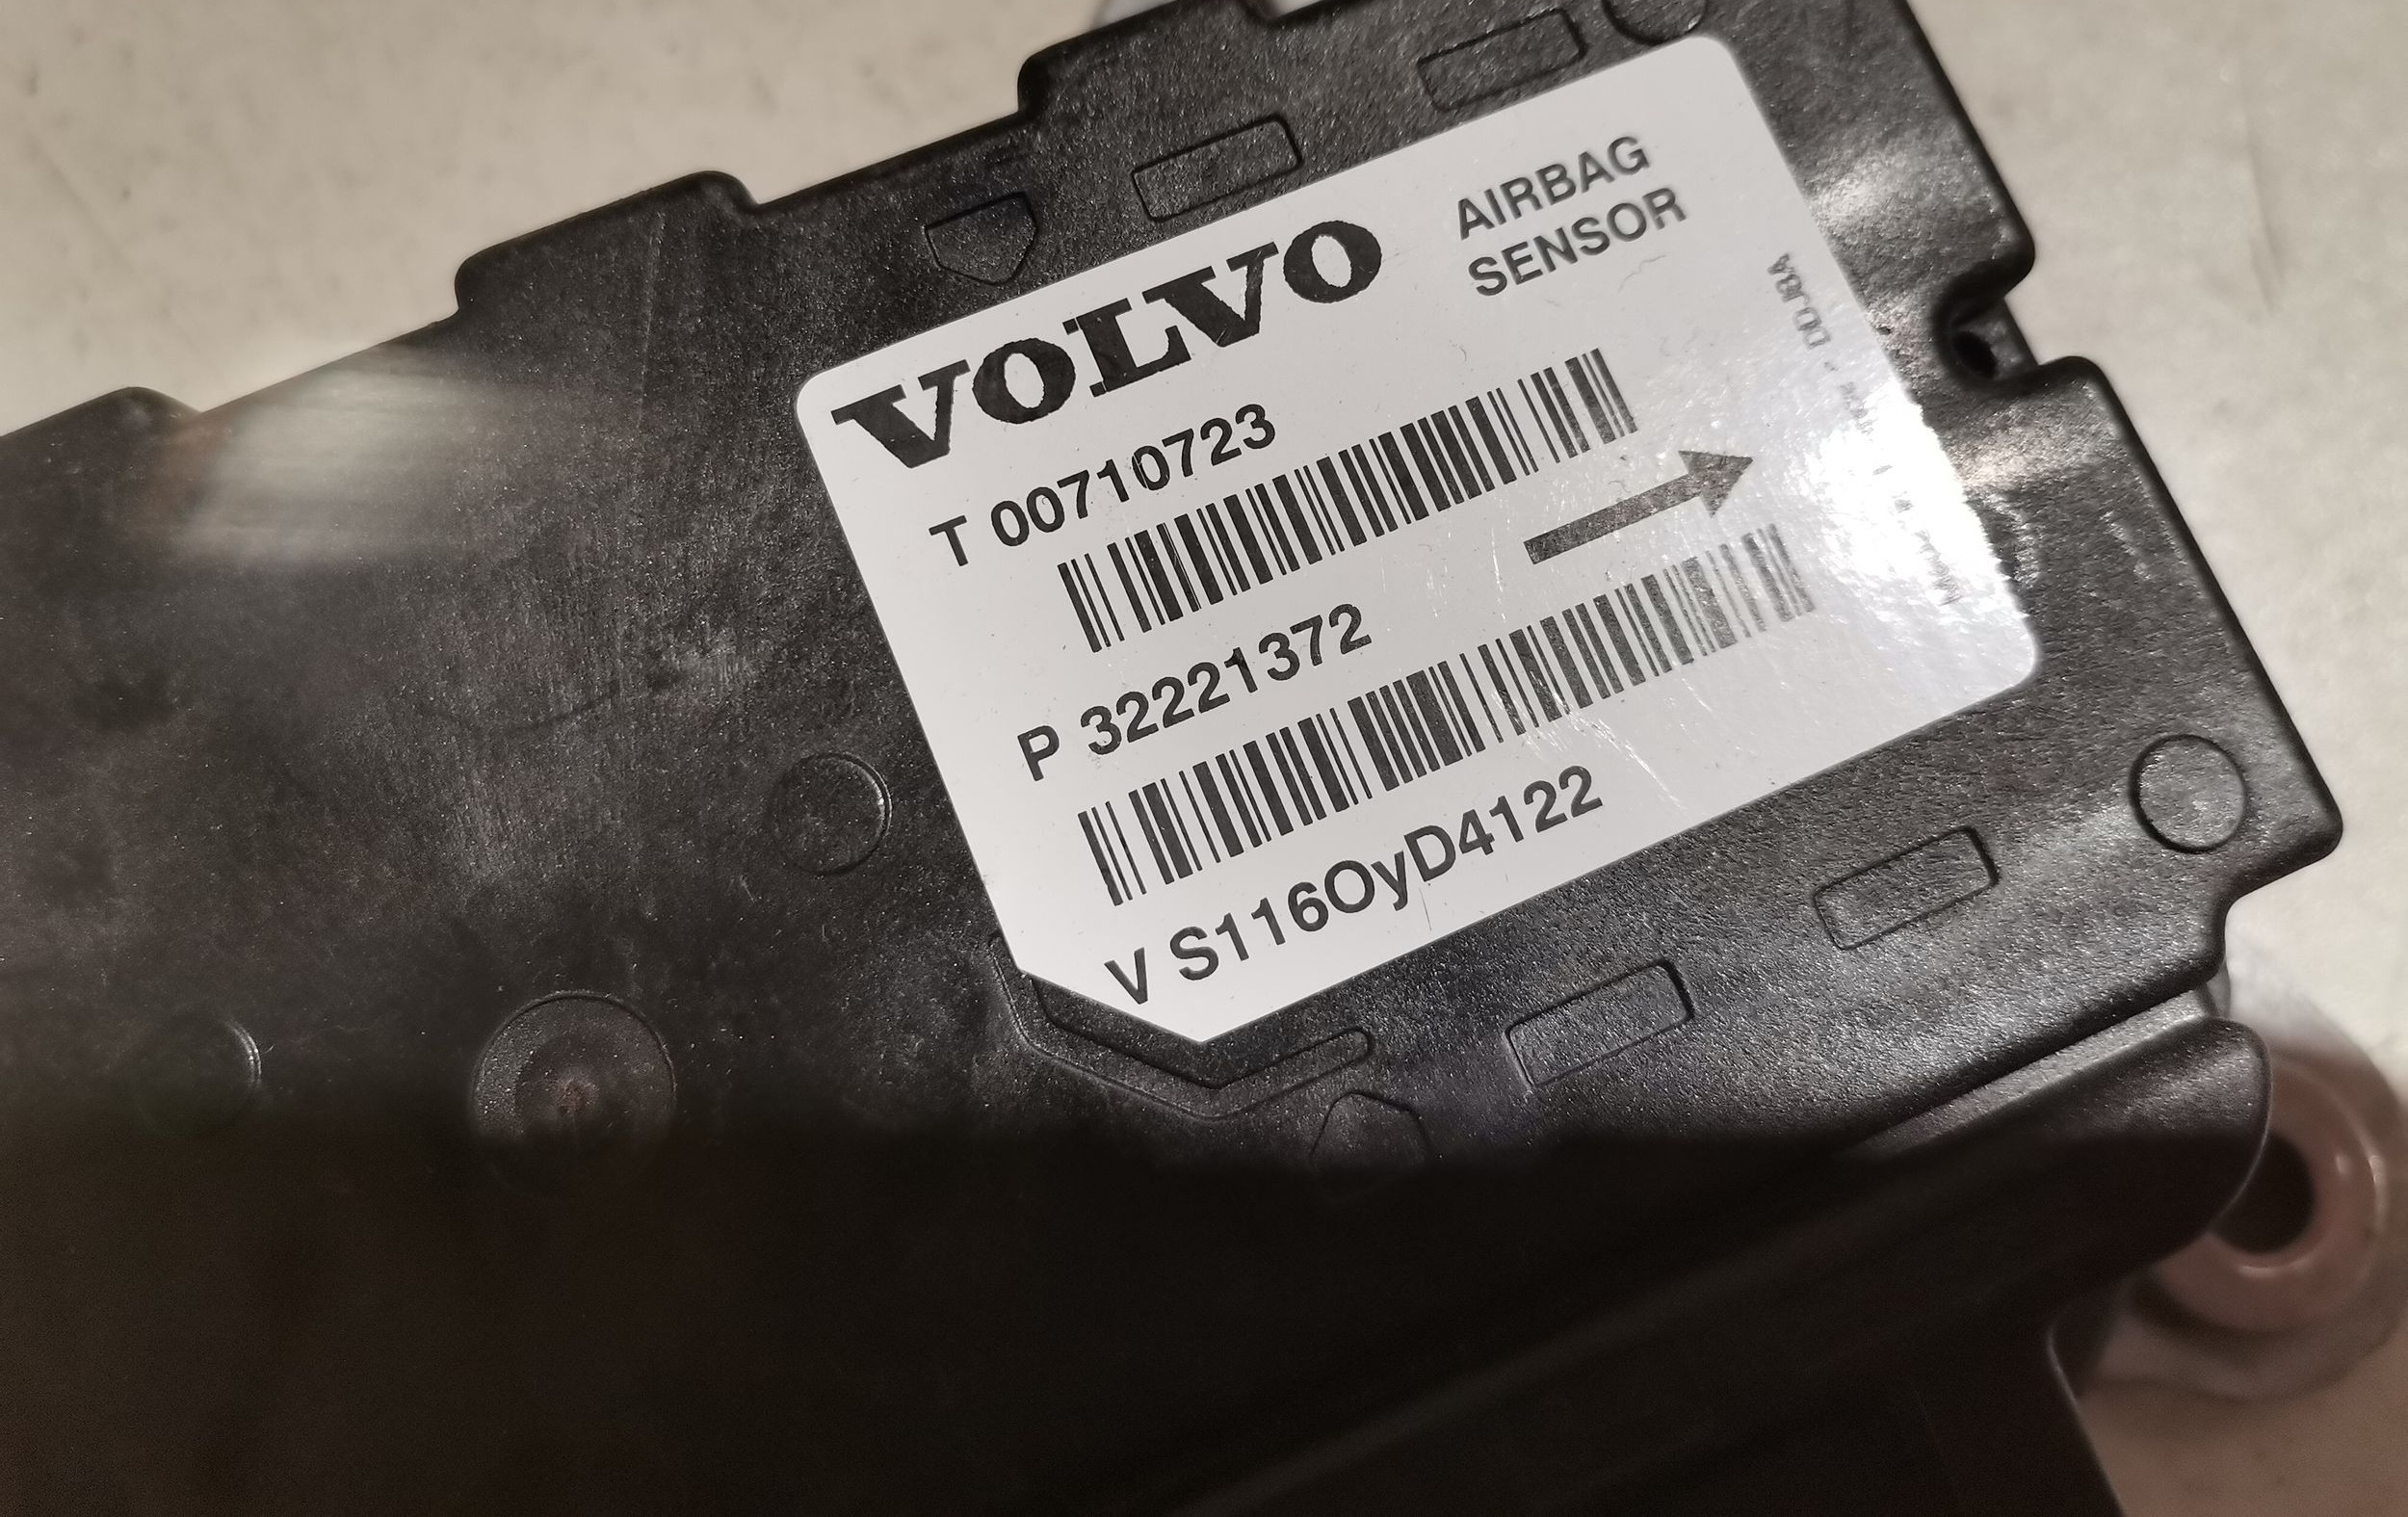 VOLVO
AIRBAG
SENSOR
T 00710723
P 32221372
V S116OyD4122